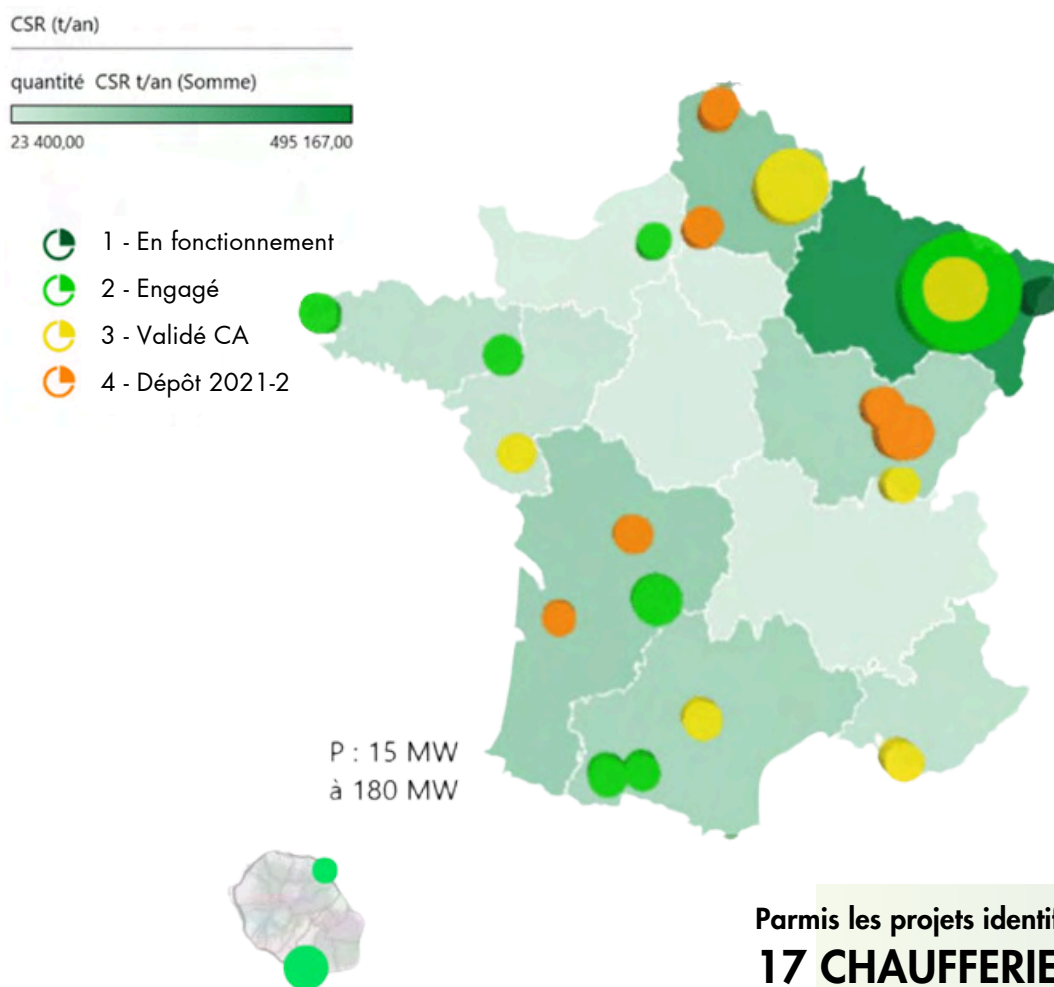 CSR (t/an)
quantité CSR t/an (Somme)
23 400,00 495 167,00
1 - En fonctionnement
2 - Engagé
3 - Validé CA
4 - Dépôt 2021-2
P : 15 MW
à 180 MW
Parmis les projets
17 CHAUFFERIE